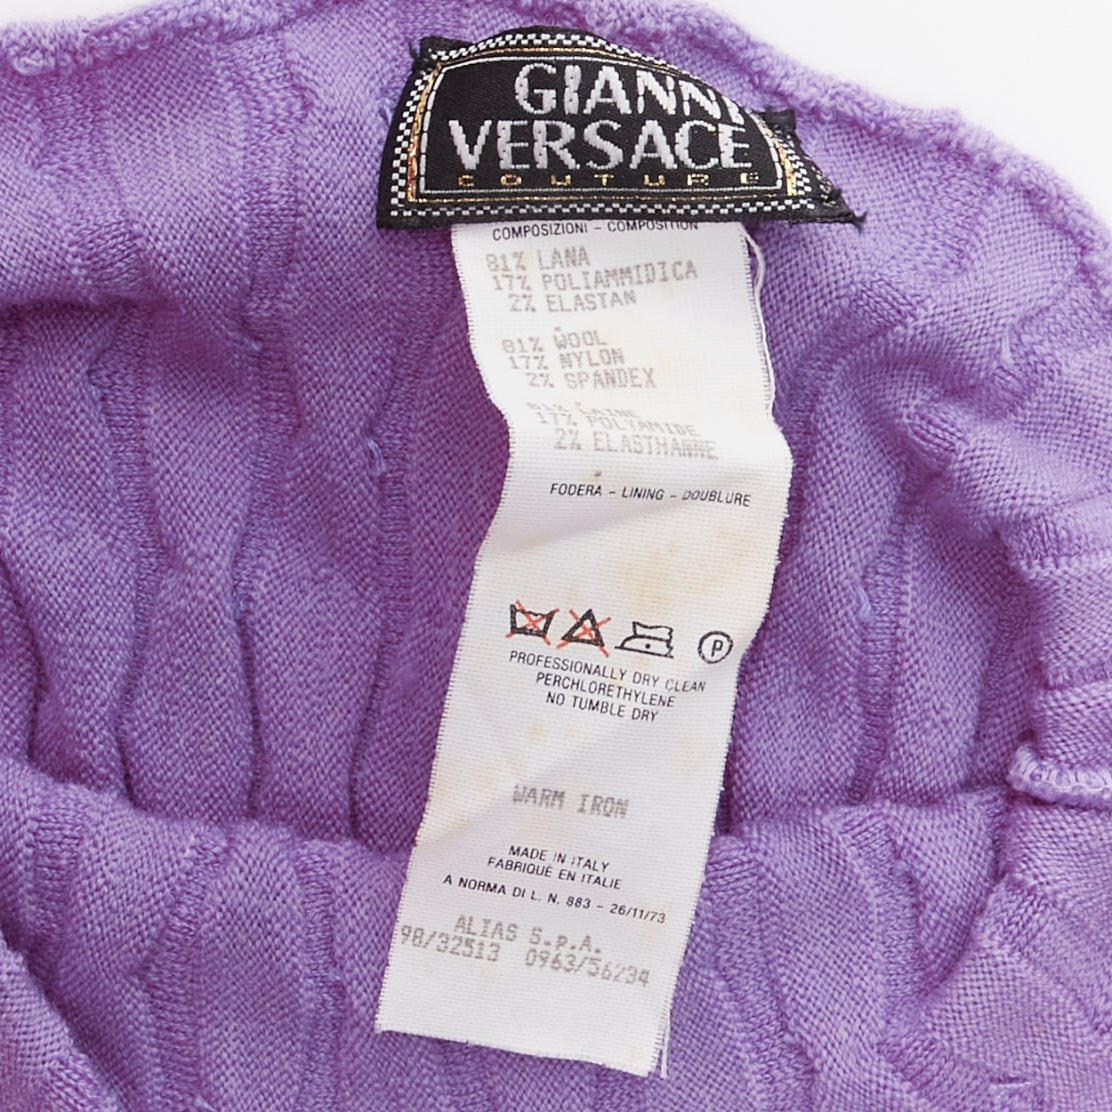 GIANNI
VERSACE
COUTURE
COMPOSIZIONI - COMPOSITION
81% LANA
17% POLIAMMIDICA
2% ELASTAN
81% WOOL
17% NYLON
2% SPANDEX
81% LAINE
17% POLYAMIDE
2% ELASTHANNE
FODERA - LINING - DOUBLURE
P
PROFESSIONALLY DRY CLEAN
PERCHLORETHYLENE
NO TUMBLE DRY
WARM IRON
MADE IN ITALY
FABRIQUÉ EN ITALIE
A NORMA DI L. N. 883 - 26/11/73
ALIAS S.p.A.
98/32513 0963/56234